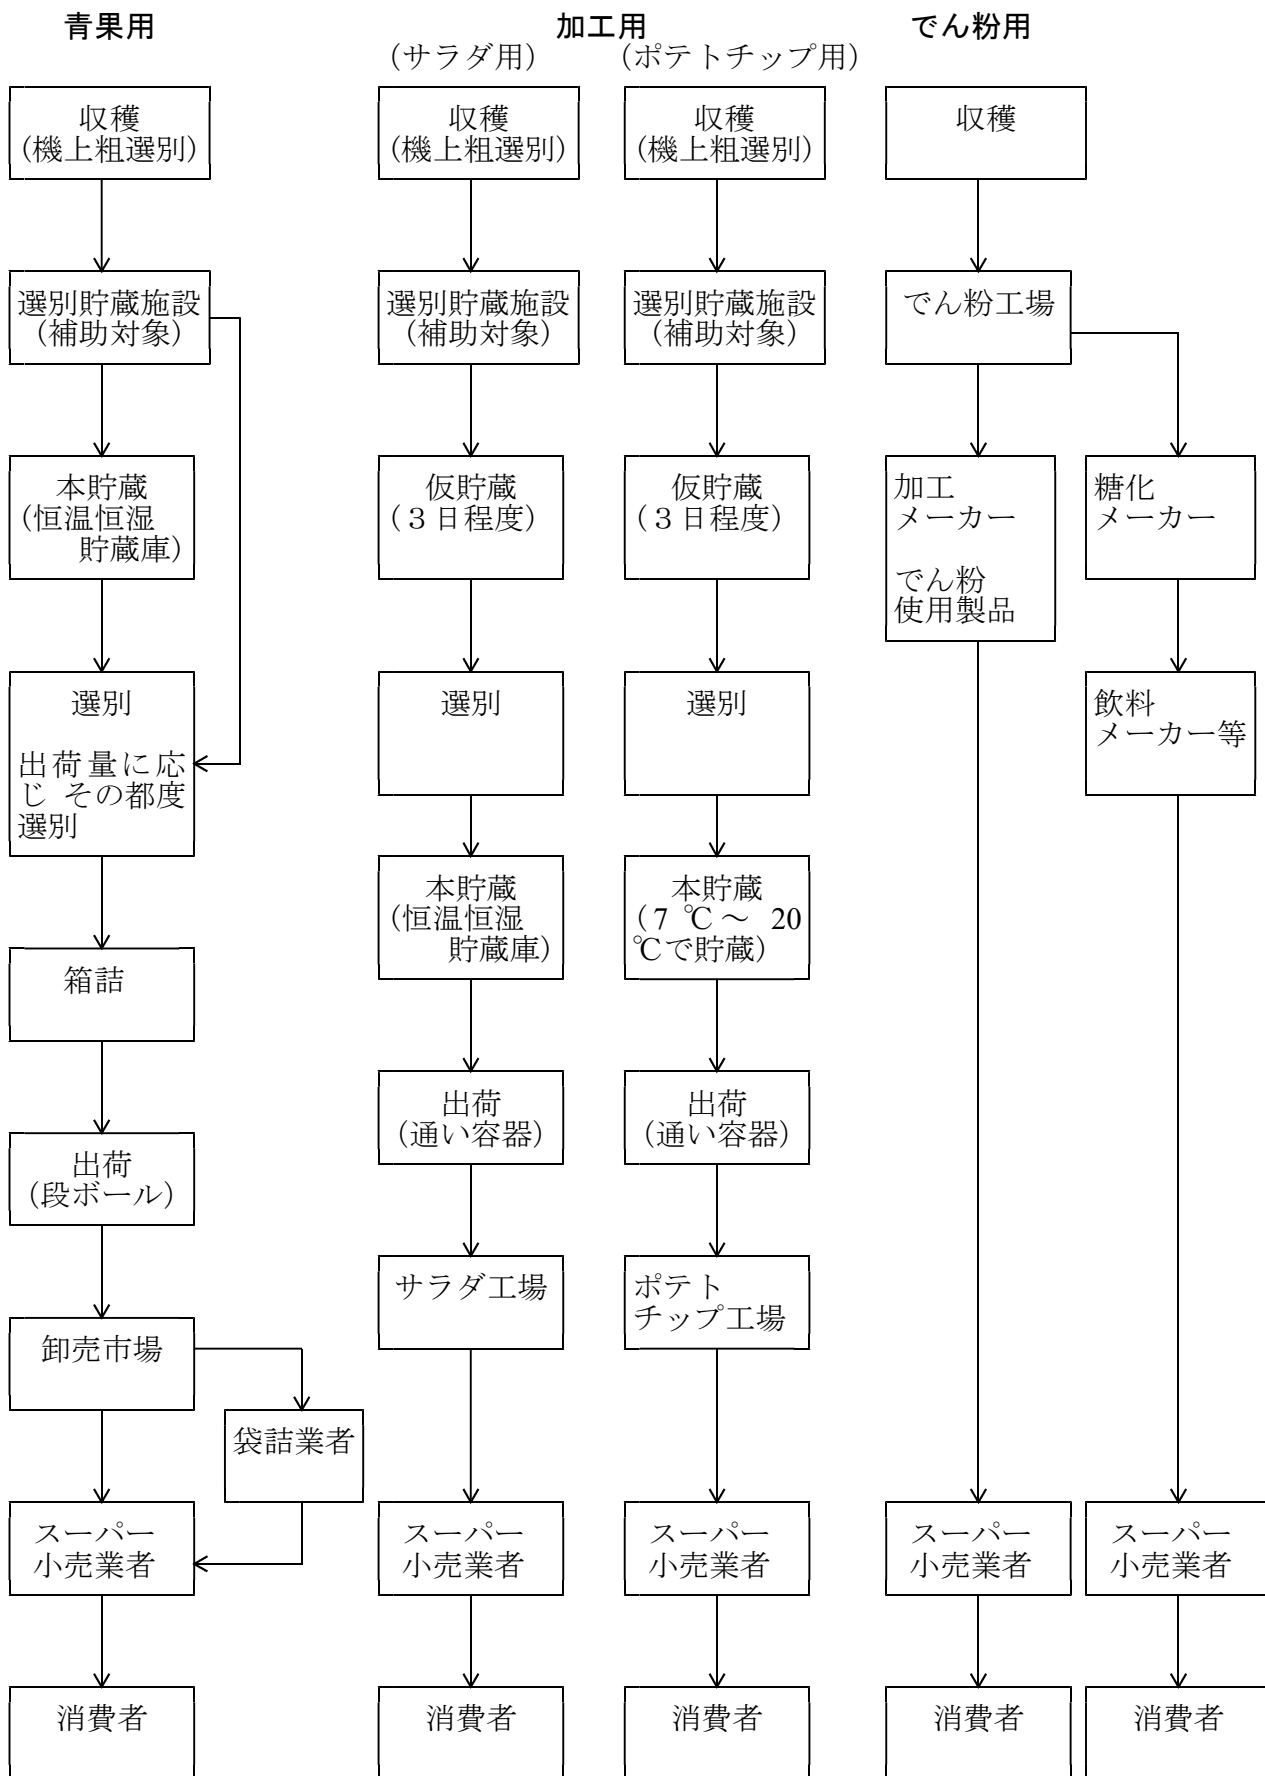 青果用
収穫
(機上粗選別)
選別貯蔵施設
(補助対象)
本貯蔵
(恒温恒湿
貯蔵庫)
選別
出荷量に応
じ その都度
選別
箱詰
出荷
(段ボール)
卸売市場
袋詰業者
スーパー
小売業者
消費者
加工用
(サラダ用)
収穫
(機上粗選別)
選別貯蔵施設
(補助対象)
仮貯蔵
(３日程度)
選別
本貯蔵
(恒温恒湿
貯蔵庫)
出荷
(通い容器)
サラダ工場
スーパー
小売業者
消費者
(ポテトチップ用)
収穫
(機上粗選別)
選別貯蔵施設
(補助対象)
仮貯蔵
(３日程度)
選別
本貯蔵
(7 ℃～ 20
℃で貯蔵)
出荷
(通い容器)
ポテト
チップ工場
スーパー
小売業者
消費者
でん粉用
収穫
でん粉工場
加工
メーカー
でん粉
使用製品
スーパー
小売業者
消費者
糖化
メーカー
飲料
メーカー等
スーパー
小売業者
消費者